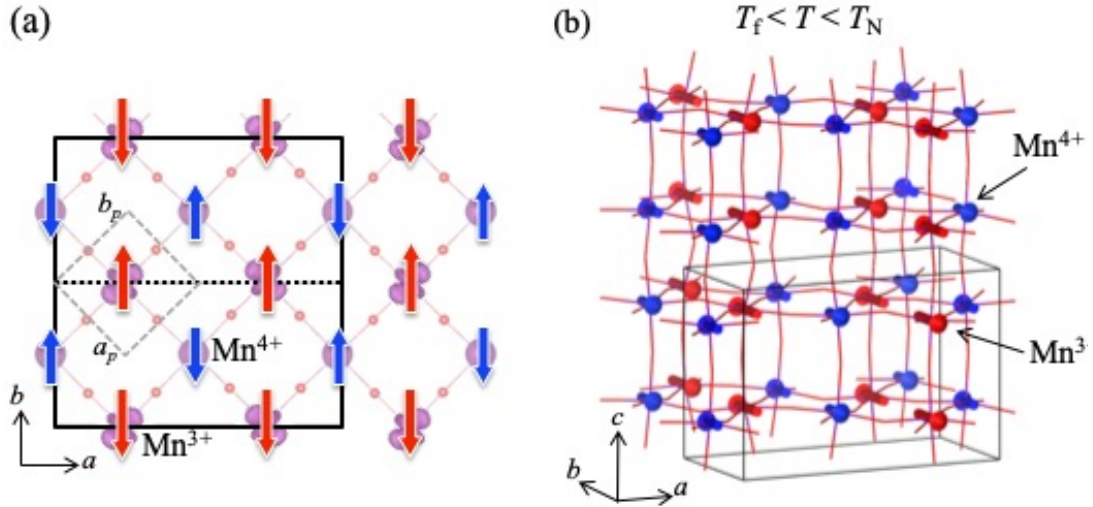 (a)
b_p
a_p
Mn⁴⁺
Mn³⁺
b
a
(b)
T_f < T < T_N
Mn⁴⁺
Mn³
c
b
a